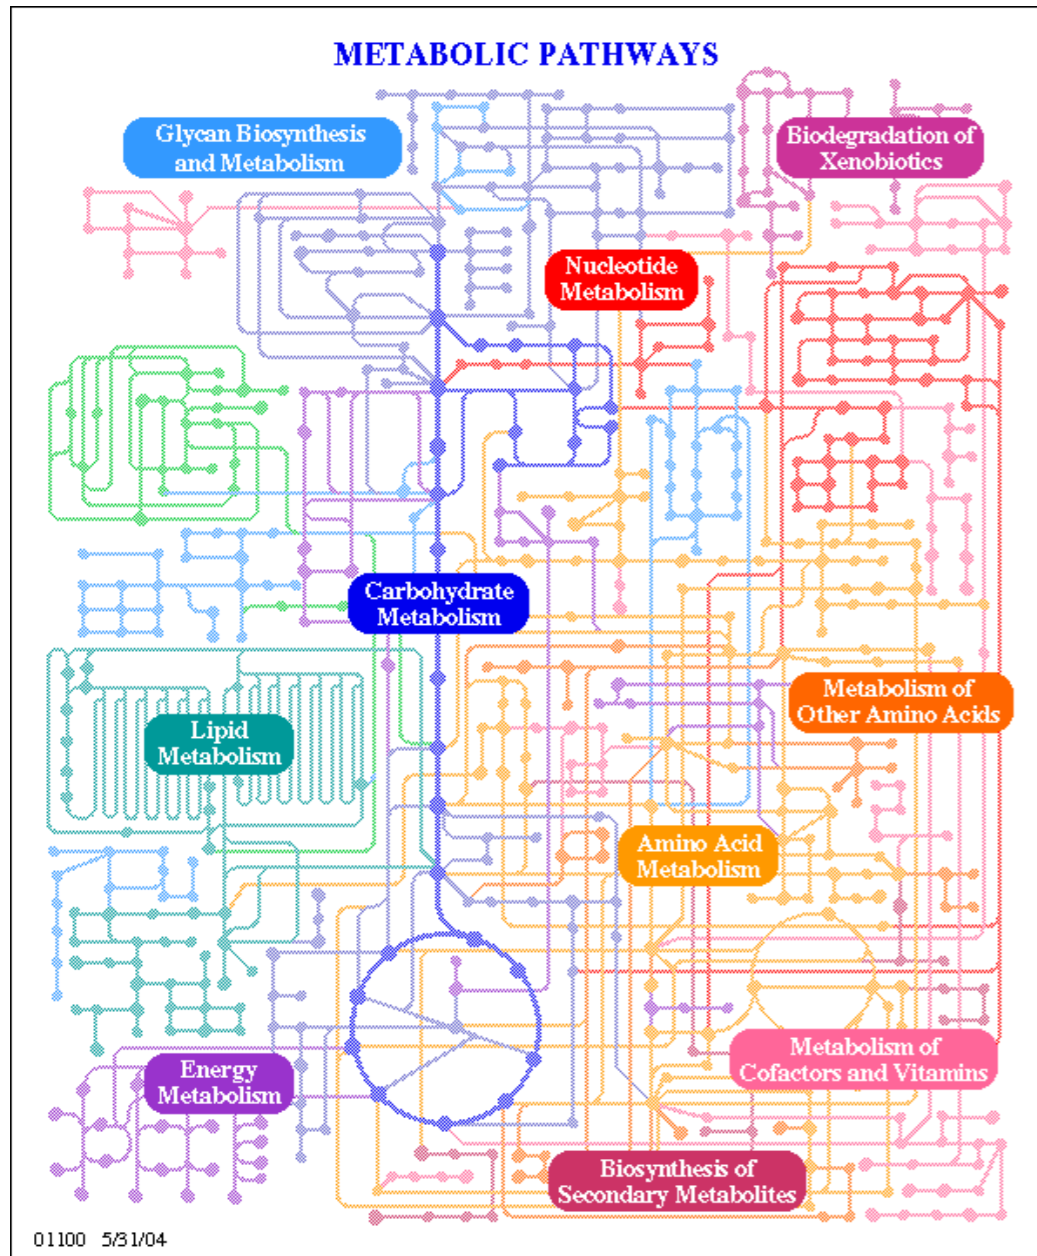 METABOLIC PATHWAYS
Glycan Biosynthesis
and Metabolism
Biodegradation of
Xenobiotics
Nucleotide
Metabolism
Carbohydrate
Metabolism
Metabolism of
Other Amino Acids
Lipid
Metabolism
Amino Acid
Metabolism
Metabolism of
Cofactors and Vitamins
Energy
Metabolism
Biosynthesis of
Secondary Metabolites
01100 5/31/04